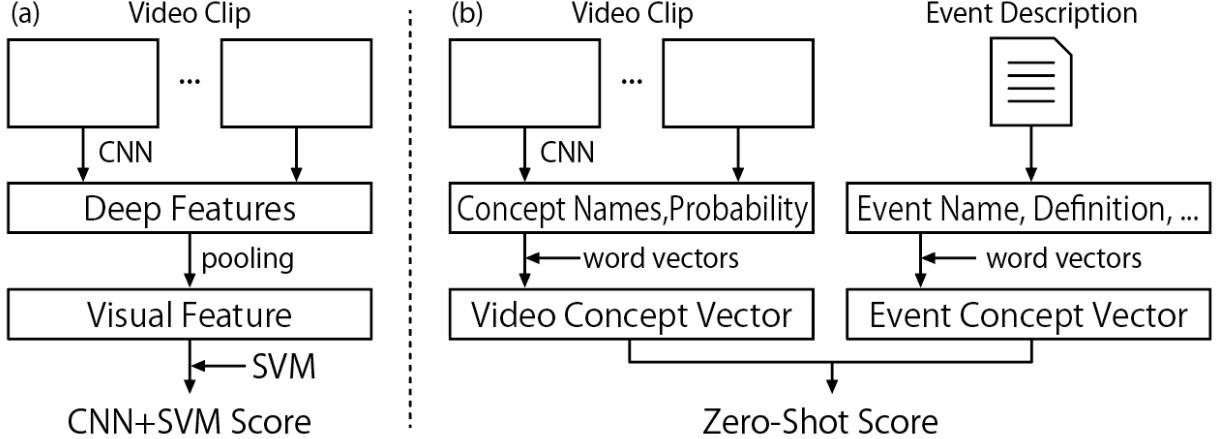 (a)
Video Clip
...
CNN
Deep Features
pooling
Visual Feature
SVM
CNN+SVM Score
(b)
Video Clip
Event Description
...
CNN
Concept Names,Probability
Event Name, Definition, ...
word vectors
word vectors
Video Concept Vector
Event Concept Vector
Zero-Shot Score